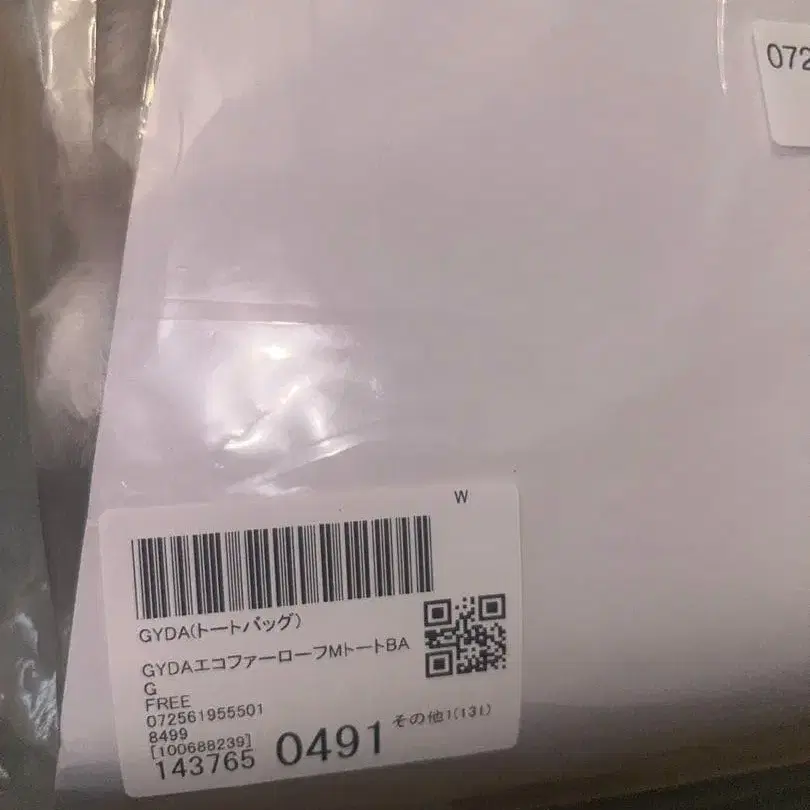 072
W
GYDA(トートバッグ)
GYDAエコファーローフMトートBA
G
FREE
072561955501
8499
その他1(131)
[100688239]
143765 0491